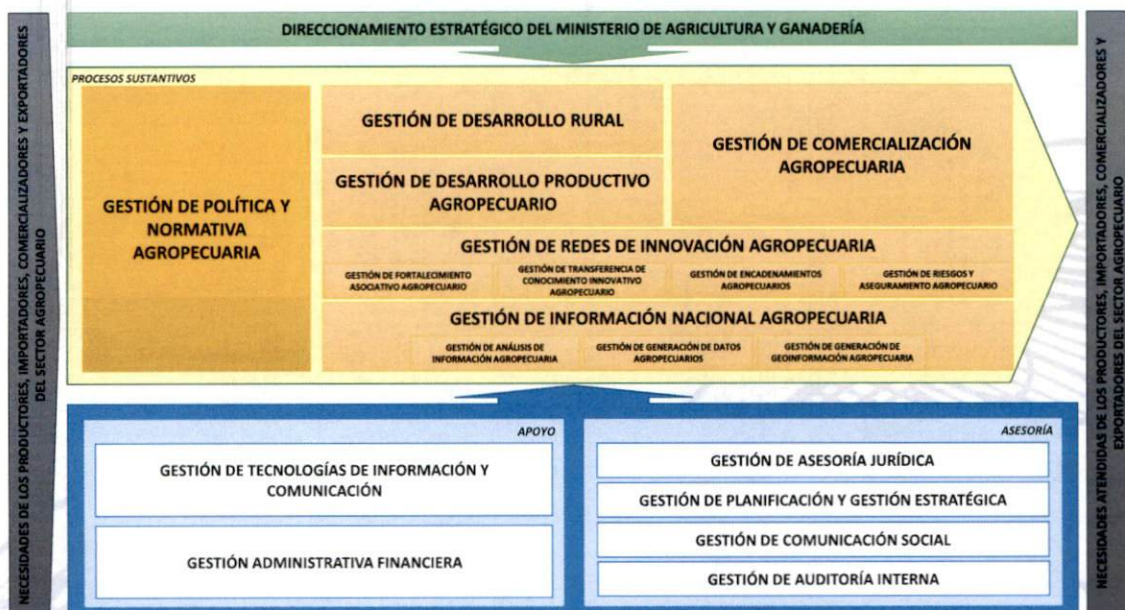 DIRECCIONAMIENTO ESTRATÉGICO DEL MINISTERIO DE AGRICULTURA Y GANADERÍA
NECESIDADES DE LOS PRODUCTORES, IMPORTADORES, COMERCIALIZADORES Y EXPORTADORES
DEL SECTOR AGROPECUARIO
PROCESOS SUSTANTIVOS
GESTIÓN DE POLÍTICA Y
NORMATIVA
AGROPECUARIA
GESTIÓN DE DESARROLLO RURAL
GESTIÓN DE DESARROLLO PRODUCTIVO
AGROPECUARIO
GESTIÓN DE COMERCIALIZACIÓN
AGROPECUARIA
GESTIÓN DE REDES DE INNOVACIÓN AGROPECUARIA
GESTIÓN DE FORTALECIMIENTO
ASOCIATIVO AGROPECUARIO
GESTIÓN DE TRANSFERENCIA DE
CONOCIMIENTO INNOVATIVO
AGROPECUARIO
GESTIÓN DE ENCADENAMIENTOS
AGROPECUARIOS
GESTIÓN DE RIESGOS Y
ASEGURAMIENTO AGROPECUARIO
GESTIÓN DE INFORMACIÓN NACIONAL AGROPECUARIA
GESTIÓN DE ANÁLISIS DE
INFORMACIÓN AGROPECUARIA
GESTIÓN DE GENERACIÓN DE DATOS
AGROPECUARIOS
GESTIÓN DE GENERACIÓN DE
GEOINFORMACIÓN AGROPECUARIA
APOYO
GESTIÓN DE TECNOLOGÍAS DE INFORMACIÓN Y
COMUNICACIÓN
GESTIÓN ADMINISTRATIVA FINANCIERA
ASESORÍA
GESTIÓN DE ASESORÍA JURÍDICA
GESTIÓN DE PLANIFICACIÓN Y GESTIÓN ESTRATÉGICA
GESTIÓN DE COMUNICACIÓN SOCIAL
GESTIÓN DE AUDITORÍA INTERNA
NECESIDADES ATENDIDAS DE LOS PRODUCTORES, IMPORTADORES, COMERCIALIZADORES Y
EXPORTADORES DEL SECTOR AGROPECUARIO